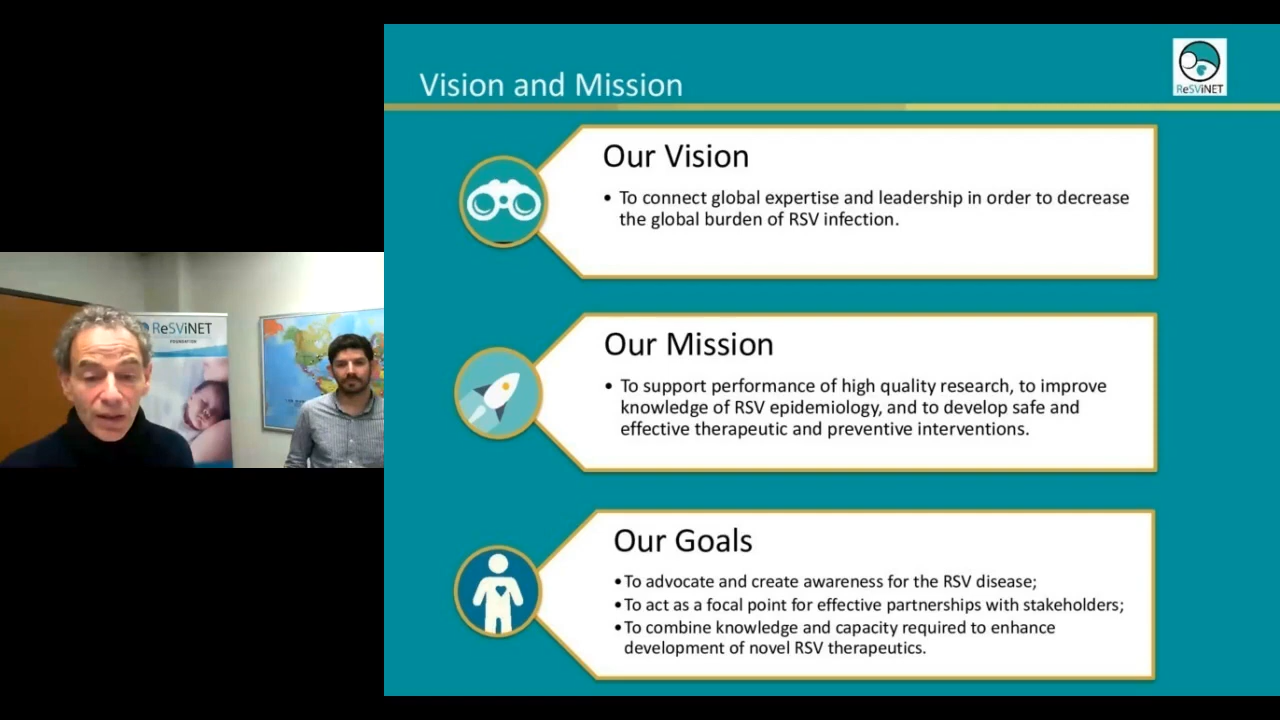 Vision and Mission
ReSViNET
Our Vision
• To connect global expertise and leadership in order to decrease
the global burden of RSV infection.
Our Mission
• To support performance of high quality research, to improve
knowledge of RSV epidemiology, and to develop safe and
effective therapeutic and preventive interventions.
Our Goals
•To advocate and create awareness for the RSV disease;
•To act as a focal point for effective partnerships with stakeholders;
•To combine knowledge and capacity required to enhance
development of novel RSV therapeutics.
ReSViNET
FOUNDATION